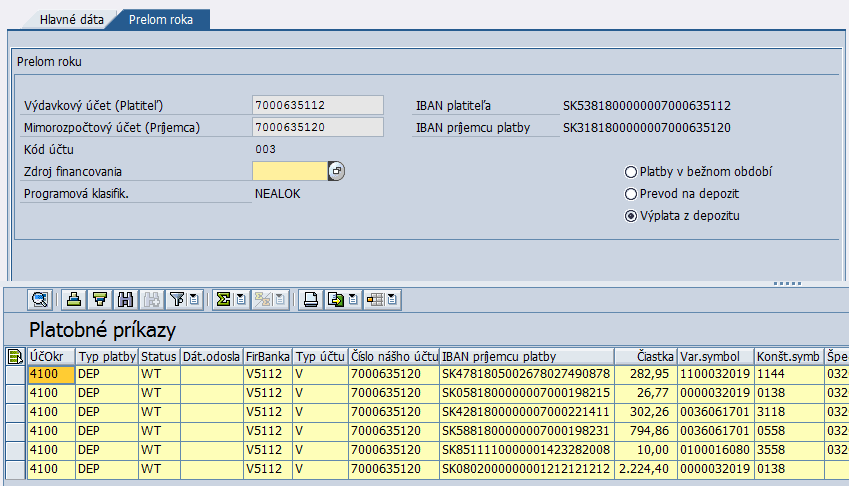 Hlavné dáta Prelom roka
Prelom roku
Výdavkový účet (Platiteľ) 7000635112 IBAN platiteľa SK5381800000007000635112
Mimorozpočtový účet (Príjemca) 7000635120 IBAN príjemcu platby SK3181800000007000635120
Kód účtu 003
Zdroj financovania Platby v bežnom období
Programová klasifik. NEALOK Prevod na depozit
Výplata z depozitu
Platobné príkazy
ÚčOkr Typ platby Status Dát.odosla FirBanka Typ účtu Číslo nášho účtu IBAN príjemcu platby Čiastka Var.symbol Konšt.symb Špe
4100 DEP WT V5112 V 7000635120 SK4781805002678027490878 282,95 1100032019 1144 032
4100 DEP WT V5112 V 7000635120 SK0581800000007000198215 26,77 0000032019 0138 032
4100 DEP WT V5112 V 7000635120 SK4281800000007000221411 302,26 0036061701 3118 032
4100 DEP WT V5112 V 7000635120 SK5881800000007000198231 794,86 0036061701 0558 032
4100 DEP WT V5112 V 7000635120 SK8511110000001423282008 10,00 0100016080 3558 032
4100 DEP WT V5112 V 7000635120 SK0802000000001212121212 2.224,40 0000032019 0138